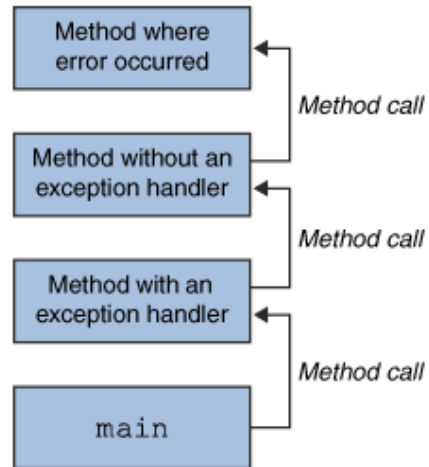 Method where
error occurred
Method call
Method without an
exception handler
Method call
Method with an
exception handler
Method call
main